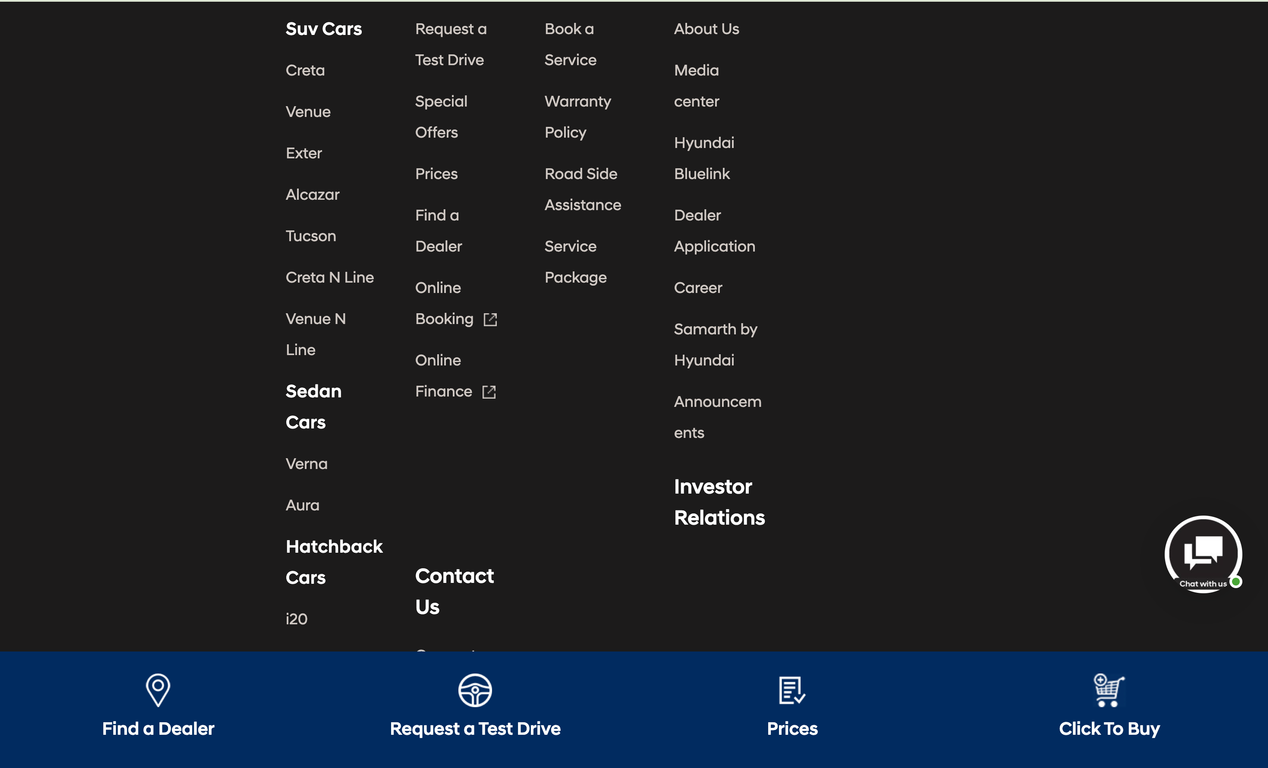 Suv Cars
Creta
Venue
Exter
Alcazar
Tucson
Creta N Line
Venue N
Line
Sedan
Cars
Verna
Aura
Hatchback
Cars
i20
Request a
Test Drive
Special
Offers
Prices
Find a
Dealer
Online
Booking
Online
Finance
Contact
Us
Book a
Service
Warranty
Policy
Road Side
Assistance
Service
Package
About Us
Media
center
Hyundai
Bluelink
Dealer
Application
Career
Samarth by
Hyundai
Announcem
ents
Investor
Relations
Chat with us
Find a Dealer
Request a Test Drive
Prices
Click To Buy